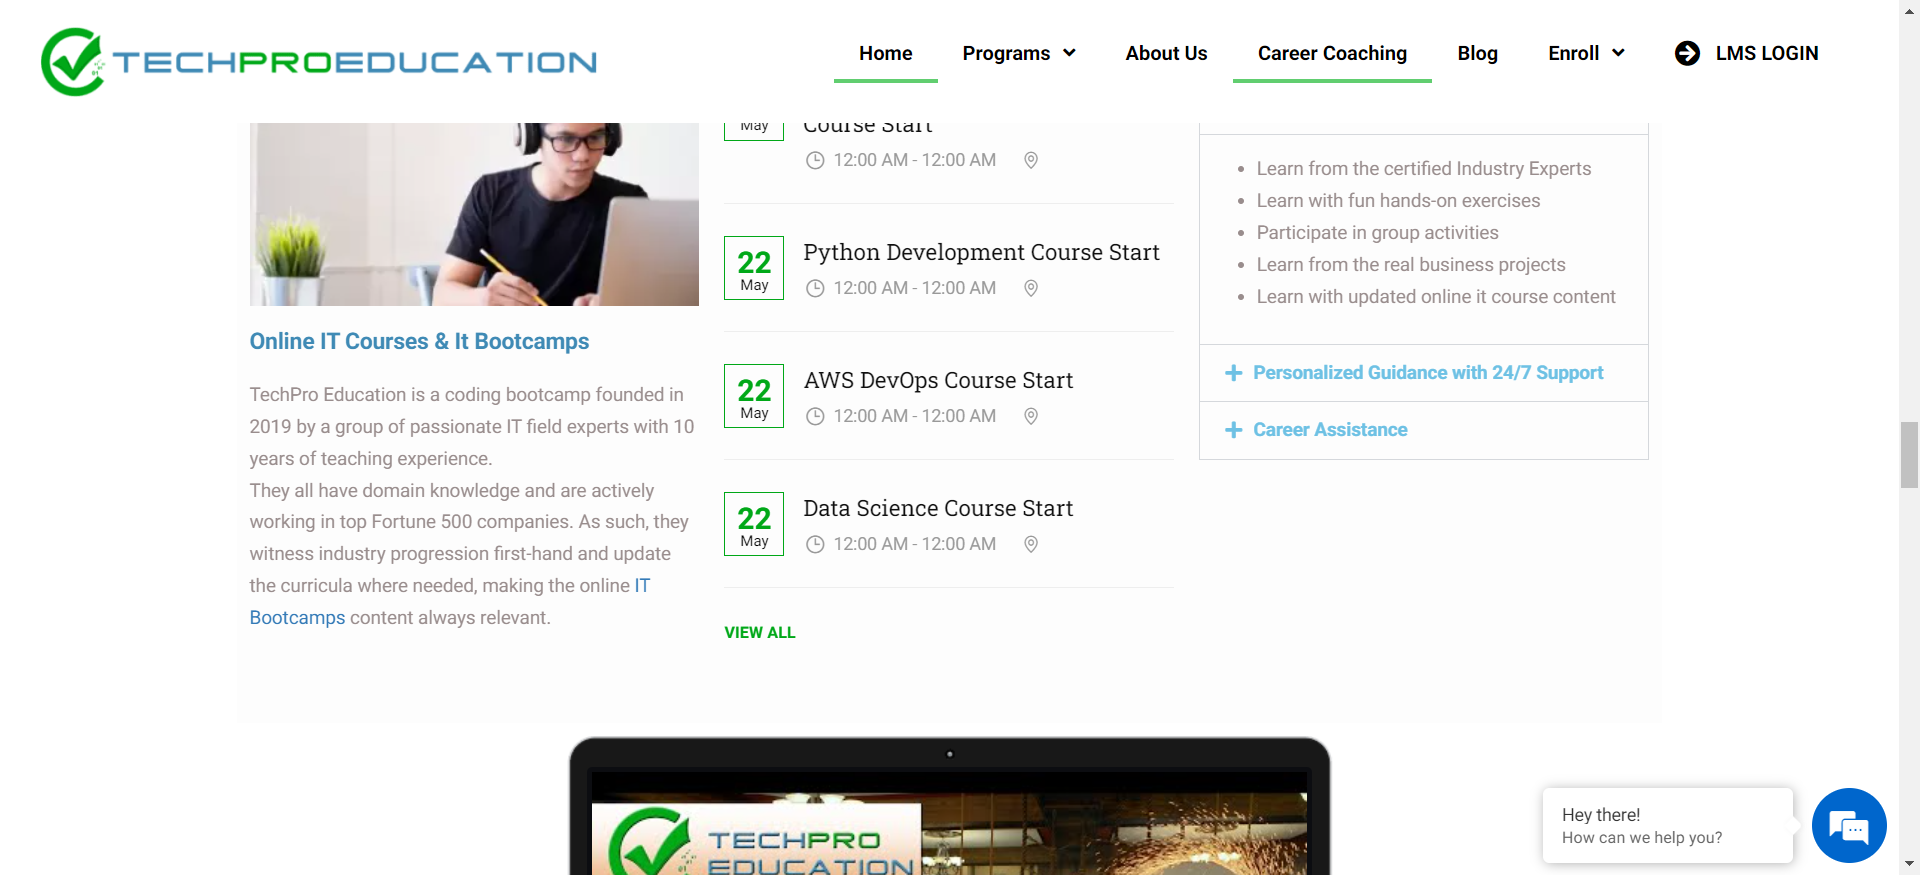 TECHPROEDUCATION
Home
Programs
About Us
Career Coaching
Blog
Enroll
LMS LOGIN
Online IT Courses & It Bootcamps
TechPro Education is a coding bootcamp founded in
2019 by a group of passionate IT field experts with 10
years of teaching experience.
They all have domain knowledge and are actively
working in top Fortune 500 companies. As such, they
witness industry progression first-hand and update
the curricula where needed, making the online IT
Bootcamps content always relevant.
May
Course Start
12:00 AM - 12:00 AM
22
May
Python Development Course Start
12:00 AM - 12:00 AM
22
May
AWS DevOps Course Start
12:00 AM - 12:00 AM
22
May
Data Science Course Start
12:00 AM - 12:00 AM
VIEW ALL
Learn from the certified Industry Experts
Learn with fun hands-on exercises
Participate in group activities
Learn from the real business projects
Learn with updated online it course content
Personalized Guidance with 24/7 Support
Career Assistance
TECHPRO
EDUCATION
Hey there!
How can we help you?